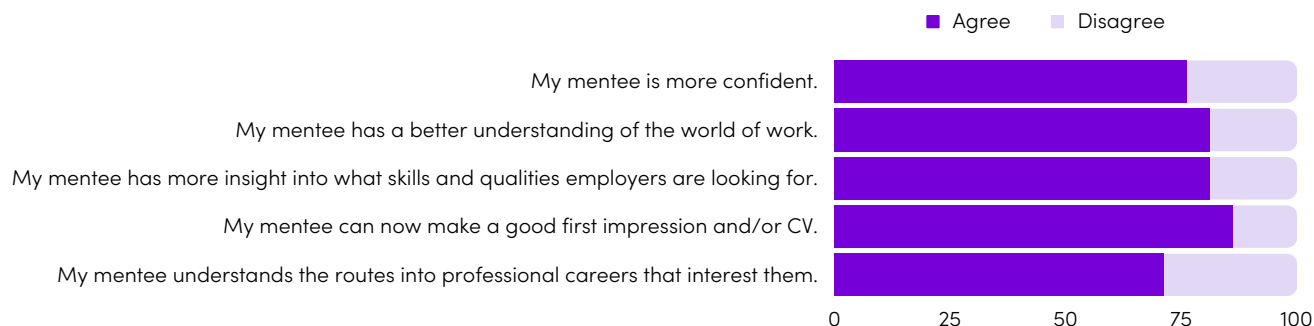 Agree Disagree
My mentee is more confident.
My mentee has a better understanding of the world of work.
My mentee has more insight into what skills and qualities employers are looking for.
My mentee can now make a good first impression and/or CV.
My mentee understands the routes into professional careers that interest them.
0 25 50 75 100